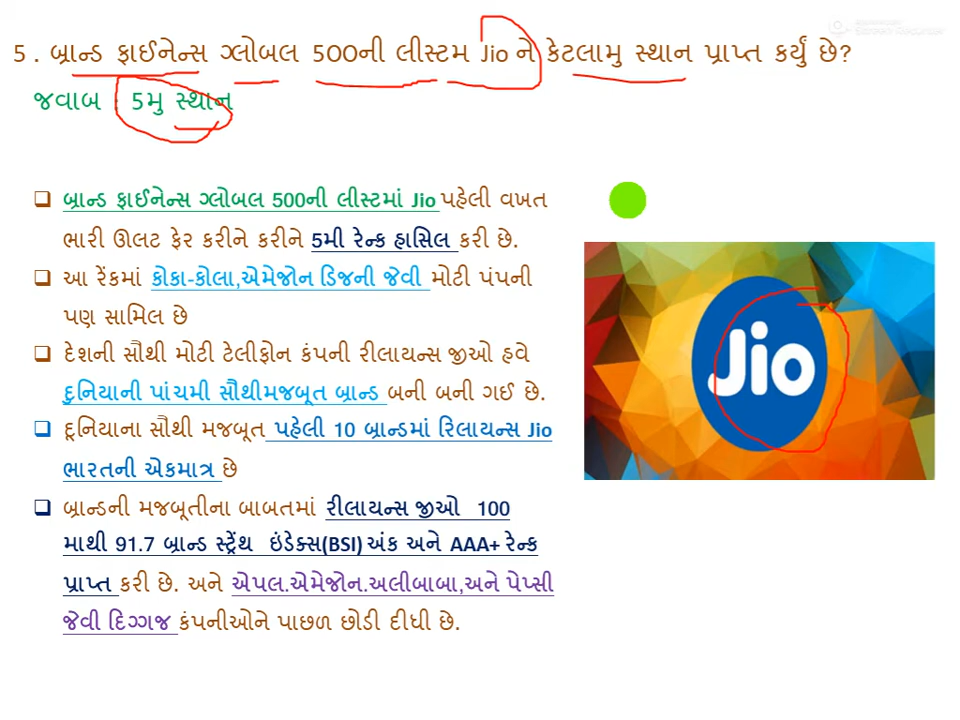 5 . બ્રાન્ડ ફાઈનેન્સ ગ્લોબલ 500ની લીસ્ટમ Jio ને કેટલામુ સ્થાન પ્રાપ્ત કર્યું છે?
જવાબ : 5મુ સ્થાન
બ્રાન્ડ ફાઈનેન્સ ગ્લોબલ 500ની લીસ્ટમાં Jio પહેલી વખત
ભારી ઊલટ ફેર કરીને કરીને 5મી રેન્ક હાસિલ કરી છે.
આ રેંકમાં કોકા-કોલા,એમેજોન ડિજની જેવી મોટી પંપની
પણ સામિલ છે
દેશની સૌથી મોટી ટેલીફોન કંપની રીલાયન્સ જીઓ હવે
દુનિયાની પાંચમી સૌથીમજબૂત બ્રાન્ડ બની બની ગઈ છે.
દૂનિયાના સૌથી મજબૂત પહેલી 10 બ્રાન્ડમાં રિલાયન્સ Jio
ભારતની એકમાત્ર છે
બ્રાન્ડની મજબૂતીના બાબતમાં રીલાયન્સ જીઓ 100
માથી 91.7 બ્રાન્ડ સ્ટ્રેંથ ઇંડેક્સ(BSI) અંક અને AAA+ રેન્ક
પ્રાપ્ત કરી છે. અને એપલ.એમેજોન.અલીબાબા,અને પેપ્સી
જેવી દિગ્ગજ કંપનીઓને પાછળ છોડી દીધી છે.
Jio